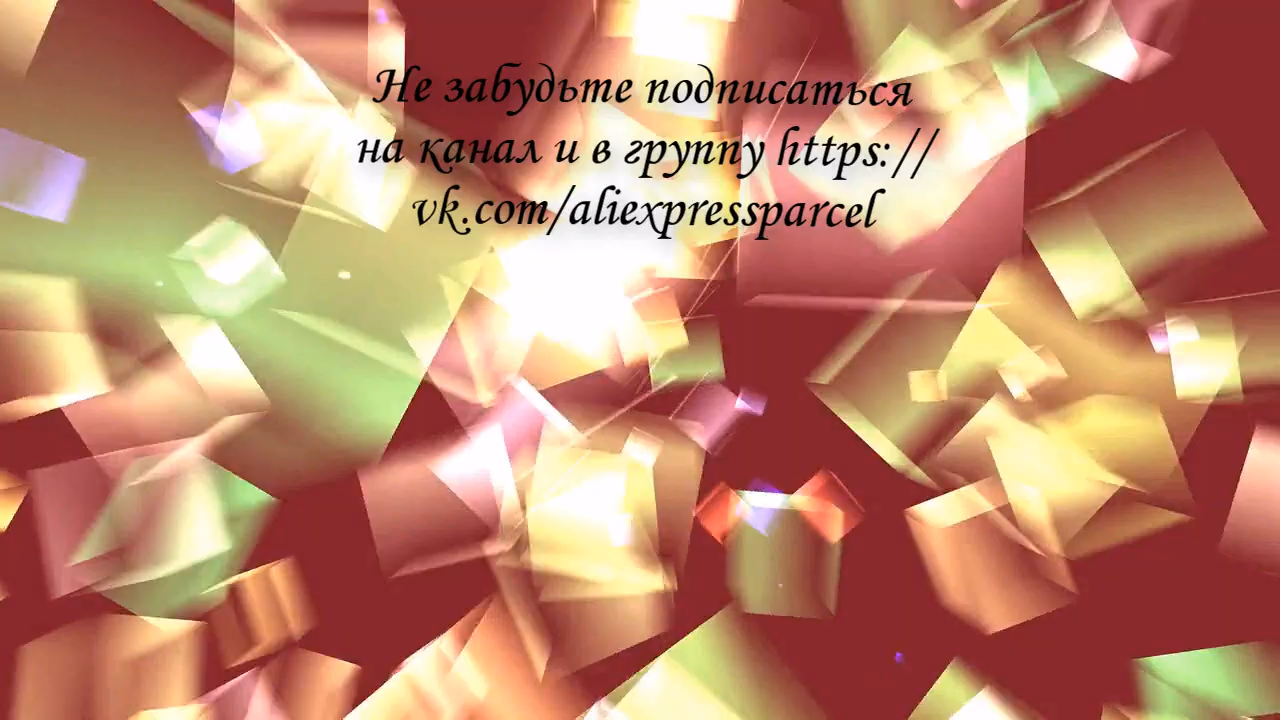 Не забудьте подписаться
на канал и в группу https://
vk.com/aliexpressparcel